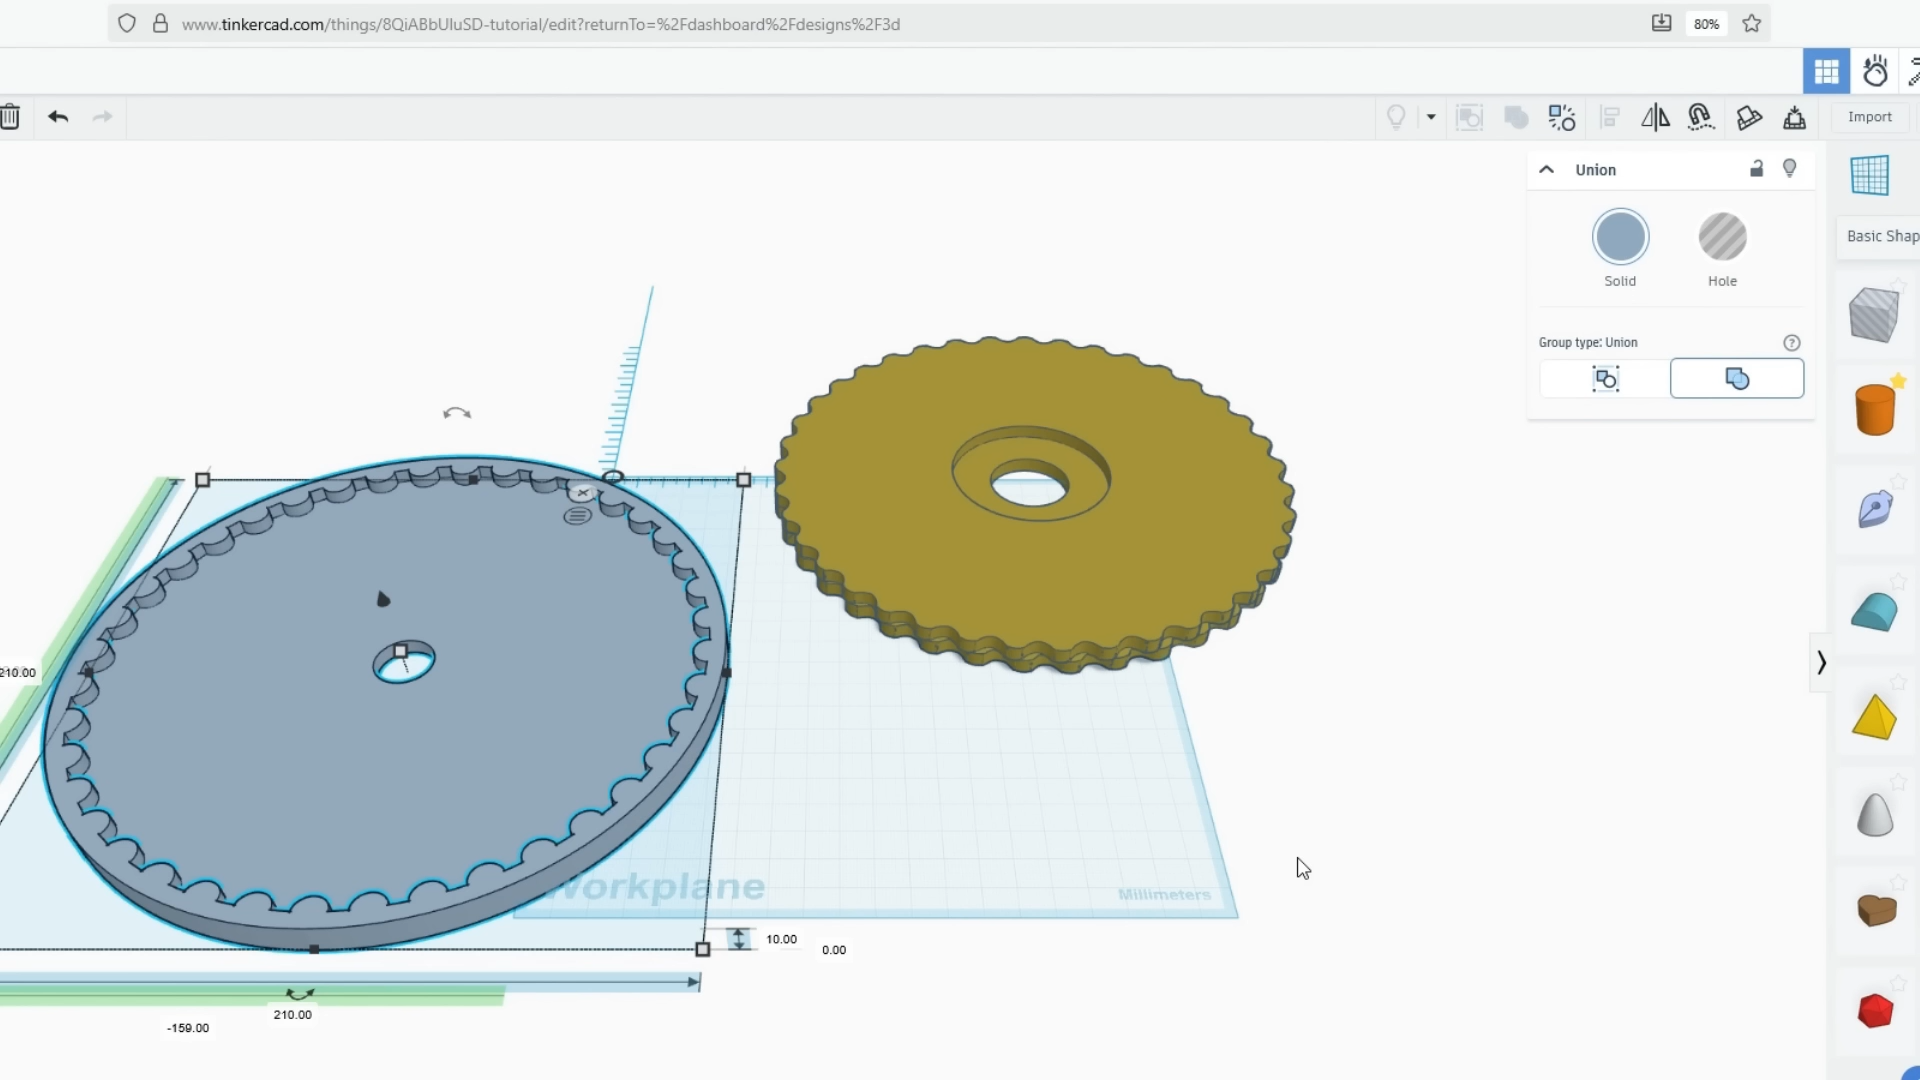 www.tinkercad.com/things/8QiABbUIuSD-tutorial/edit?returnTo=%2Fdashboard%2Fdesigns%2F3d
80%
Import
Union
Basic Shap
Solid
Hole
Group type: Union
?
210.00
Workplane
Millimeters
10.00
0.00
210.00
-159.00